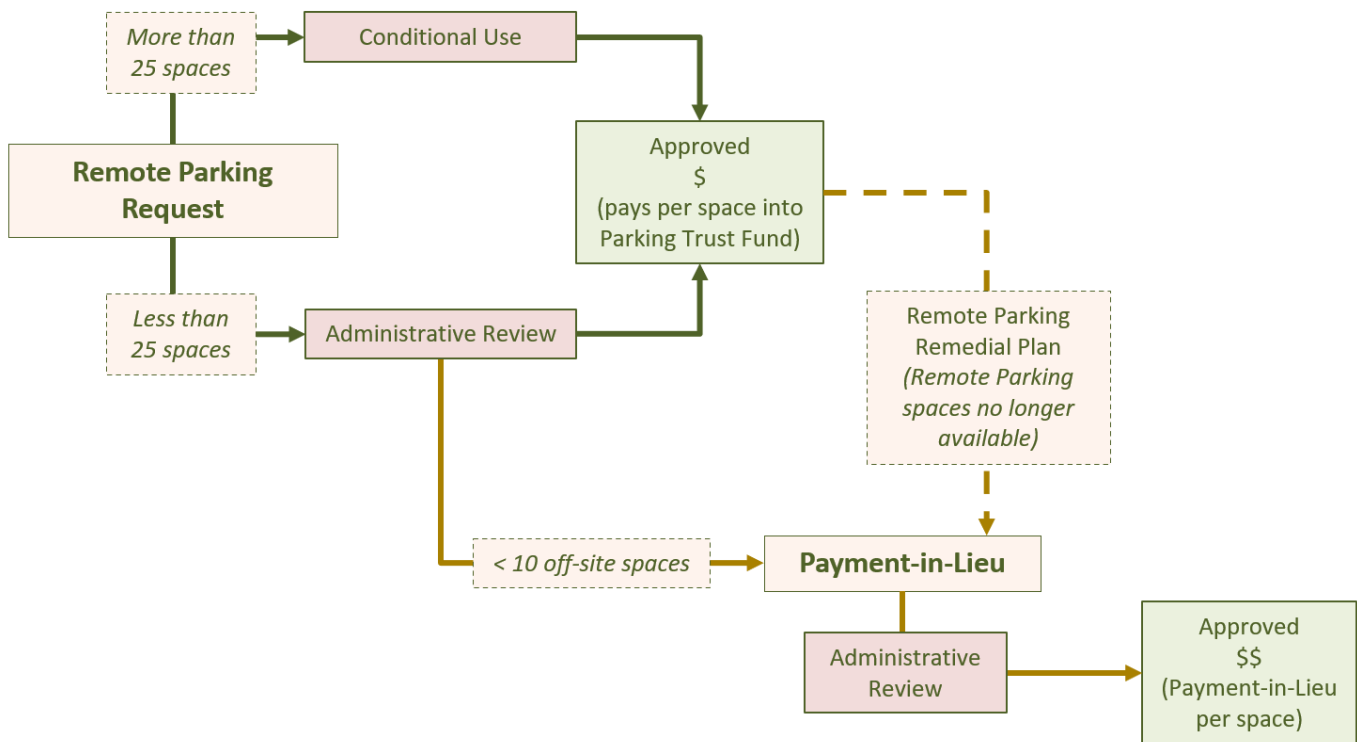 More than
25 spaces
Conditional Use
Remote Parking
Request
Approved
$
(pays per space into
Parking Trust Fund)
Less than
25 spaces
Administrative Review
Remote Parking
Remedial Plan
(Remote Parking
spaces no longer
available)
< 10 off-site spaces
Payment-in-Lieu
Administrative
Review
Approved
$$
(Payment-in-Lieu
per space)